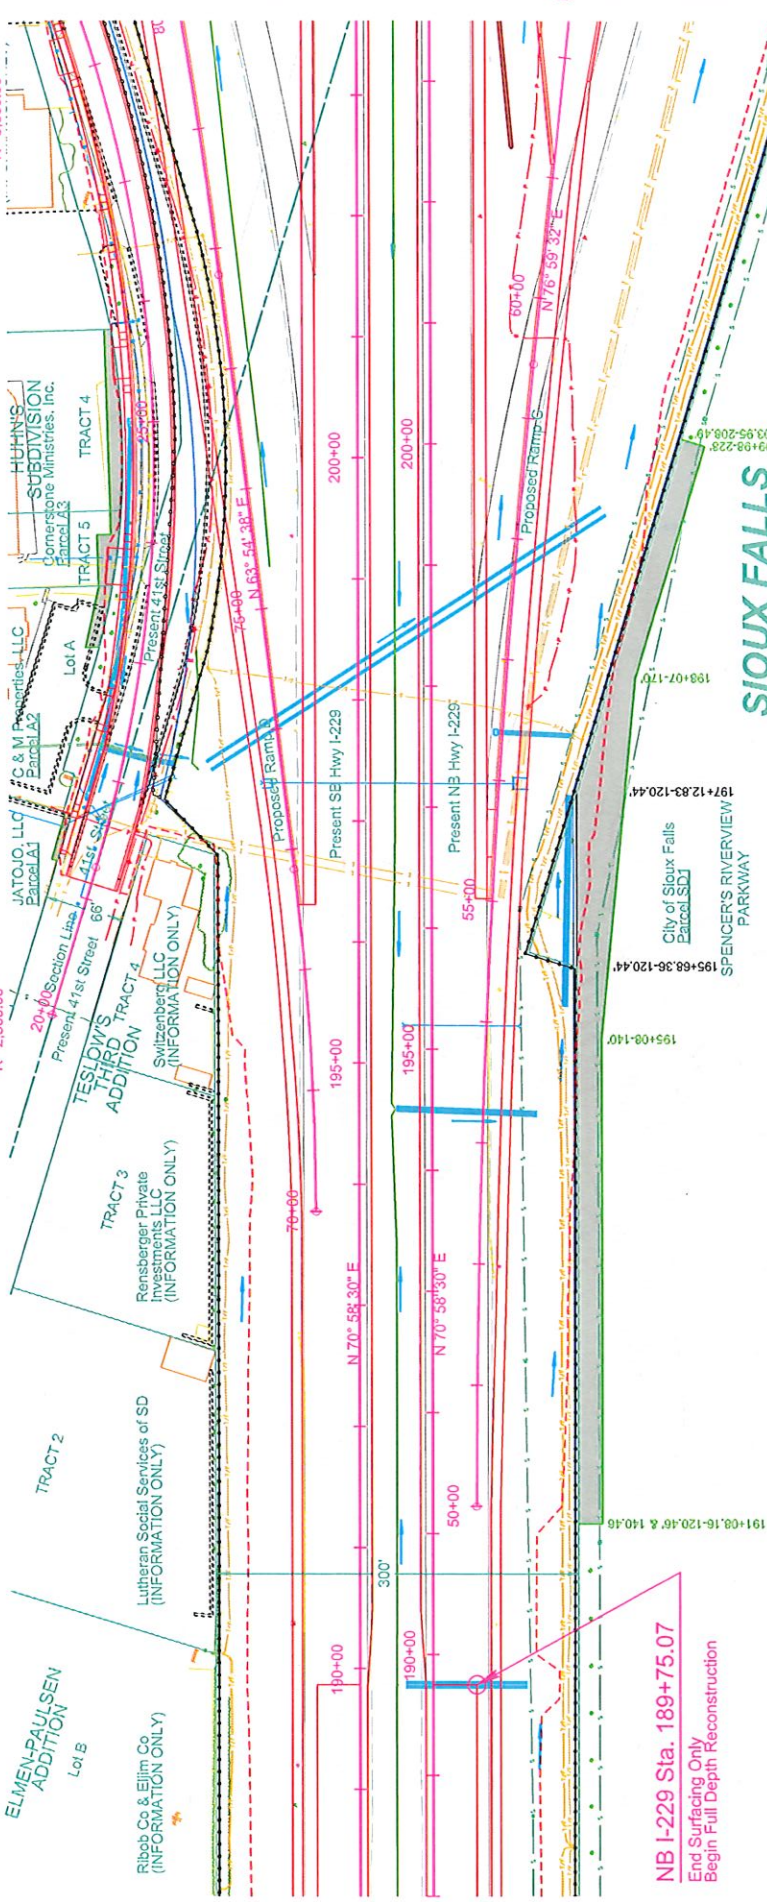 HUHN'S
SUBDIVISION
Cornerstone Ministries, Inc.
Parcel A3
TRACT 4
TRACT 5
C & M Properties, LLC
Parcel A2
Lot A
JATOJO, LLC
Parcel A1
25+00
Present 41st Street
41st Street
Section Line
66'
20+00
Present 41st Street
TESLOW'S
THIRD
ADDITION
TRACT 4
Switzenberg LLC
(INFORMATION ONLY)
TRACT 3
Rensberger Private
Investments LLC
(INFORMATION ONLY)
TRACT 2
Lutheran Social Services of SD
(INFORMATION ONLY)
ELMEN-PAULSEN
ADDITION
Lot B
Ribob Co & Eljim Co
(INFORMATION ONLY)
75+00
N 63° 54' 38" E
Proposed Ramp D
70+00
200+00
Present SB Hwy I-229
195+00
N 70° 58' 30" E
190+00
200+00
Present NB Hwy I-229
195+00
N 70° 58' 30" E
190+00
300'
60+00
N 76° 59' 32" E
Proposed Ramp C
55+00
50+00
198+07-170'
197+12.83-120.44'
195+68.36-120.44'
195+08-140'
191+08.16-120.46' & 140.46
City of Sioux Falls
Parcel SD1
SPENCER'S RIVERVIEW
PARKWAY
SIOUX FALLS
NB I-229 Sta. 189+75.07
End Surfacing Only
Begin Full Depth Reconstruction